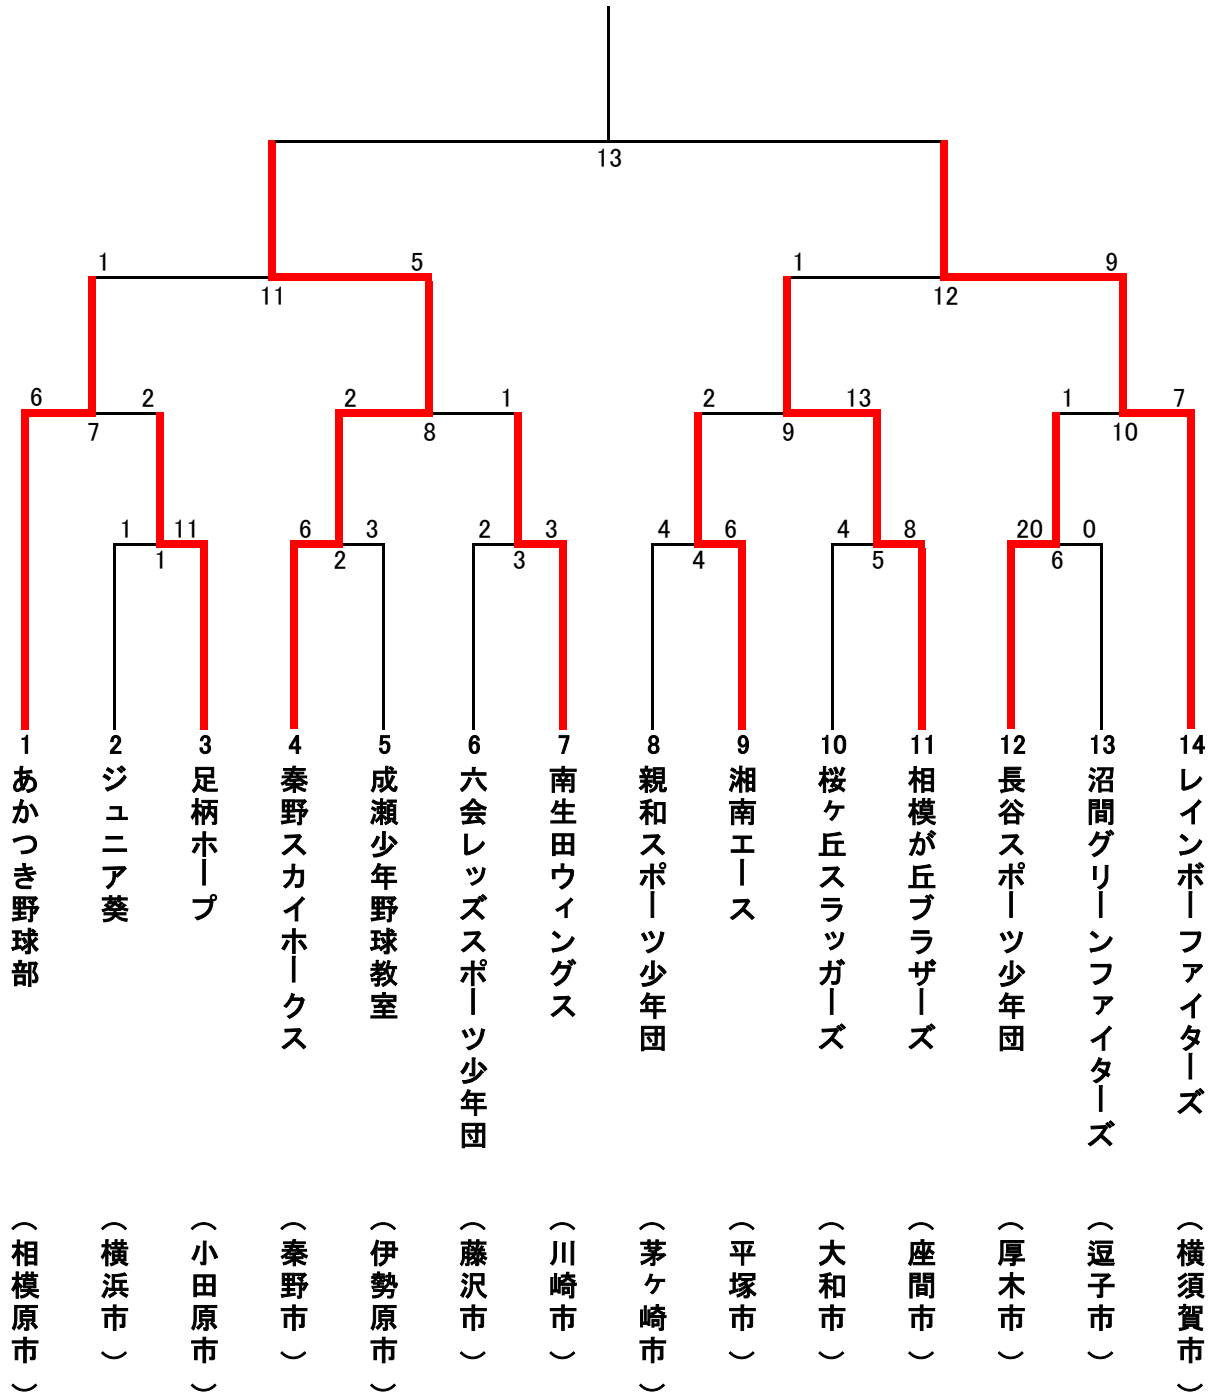 13
1 5 1 9
11 12
6 2 2 1 2 13 1 7
7 8 9 10
1 11 6 3 2 3 4 6 4 8 20 0
1 2 3 4 5 6
1 あかつき野球部 (相模原市)
2 ジュニア葵 (横浜市)
3 足柄ホープ (小田原市)
4 秦野スカイホークス (秦野市)
5 成瀬少年野球教室 (伊勢原市)
6 六会レッズスポーツ少年団 (藤沢市)
7 南生田ウィングス (川崎市)
8 親和スポーツ少年団 (茅ヶ崎市)
9 湘南エース (平塚市)
10 桜ヶ丘スラッガーズ (大和市)
11 相模が丘ブラザーズ (座間市)
12 長谷スポーツ少年団 (厚木市)
13 沼間グリーンファイターズ (逗子市)
14 レインボーファイターズ (横須賀市)